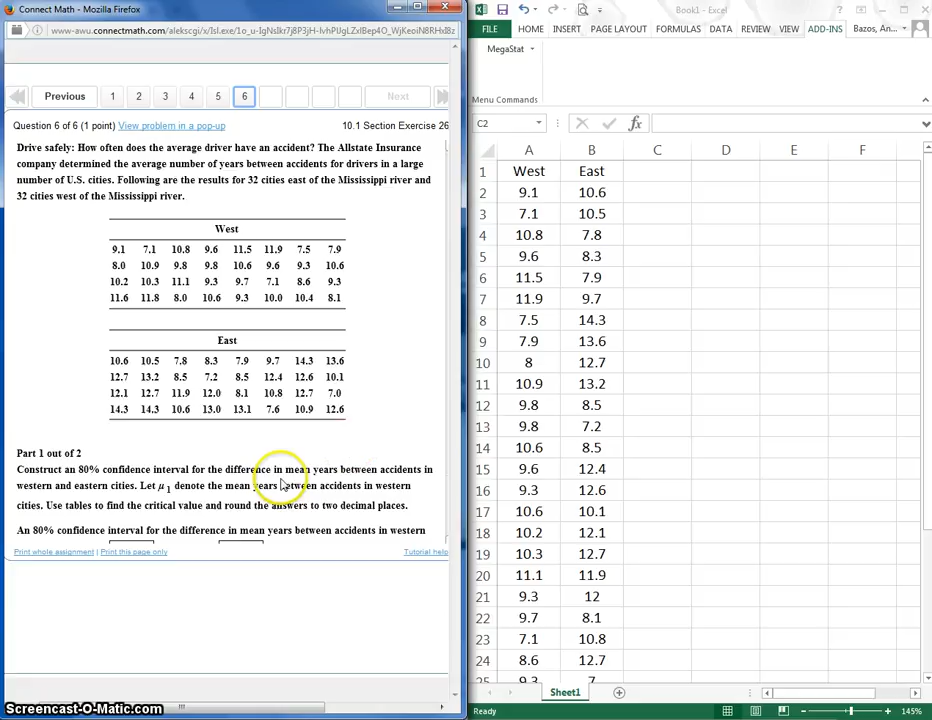 Connect Math - Mozilla Firefox
www-awu.connectmath.com/alekscgi/x/Isl.exe/1o_u-IgNsIkr7j8P3jH-IvhPUgLZxIBep4O_WjKeoiN8RHxl8z
Previous 1 2 3 4 5 6 Next
Question 6 of 6 (1 point) View problem in a pop-up 10.1 Section Exercise 26
Drive safely: How often does the average driver have an accident? The Allstate Insurance
company determined the average number of years between accidents for drivers in a large
number of U.S. cities. Following are the results for 32 cities east of the Mississippi river and
32 cities west of the Mississippi river.
West
9.1 7.1 10.8 9.6 11.5 11.9 7.5 7.9
8.0 10.9 9.8 9.8 10.6 9.6 9.3 10.6
10.2 10.3 11.1 9.3 9.7 7.1 8.6 9.3
11.6 11.8 8.0 10.6 9.3 10.0 10.4 8.1
East
10.6 10.5 7.8 8.3 7.9 9.7 14.3 13.6
12.7 13.2 8.5 7.2 8.5 12.4 12.6 10.1
12.1 12.7 11.9 12.0 8.1 10.8 12.7 7.0
14.3 14.3 10.6 13.0 13.1 7.6 10.9 12.6
Part 1 out of 2
Construct an 80% confidence interval for the difference in mean years between accidents in
western and eastern cities. Let μ1 denote the mean years between accidents in western
cities. Use tables to find the critical value and round the answers to two decimal places.
An 80% confidence interval for the difference in mean years between accidents in western
Print whole assignment | Print this page only Tutorial help
Screencast-O-Matic.com
Book1 - Excel
FILE HOME INSERT PAGE LAYOUT FORMULAS DATA REVIEW VIEW ADD-INS Bazos, An...
MegaStat
Menu Commands
C2 fx
A B C D E F
1 West East
2 9.1 10.6
3 7.1 10.5
4 10.8 7.8
5 9.6 8.3
6 11.5 7.9
7 11.9 9.7
8 7.5 14.3
9 7.9 13.6
10 8 12.7
11 10.9 13.2
12 9.8 8.5
13 9.8 7.2
14 10.6 8.5
15 9.6 12.4
16 9.3 12.6
17 10.6 10.1
18 10.2 12.1
19 10.3 12.7
20 11.1 11.9
21 9.3 12
22 9.7 8.1
23 7.1 10.8
24 8.6 12.7
25 9.3 7
Sheet1
Ready 145%